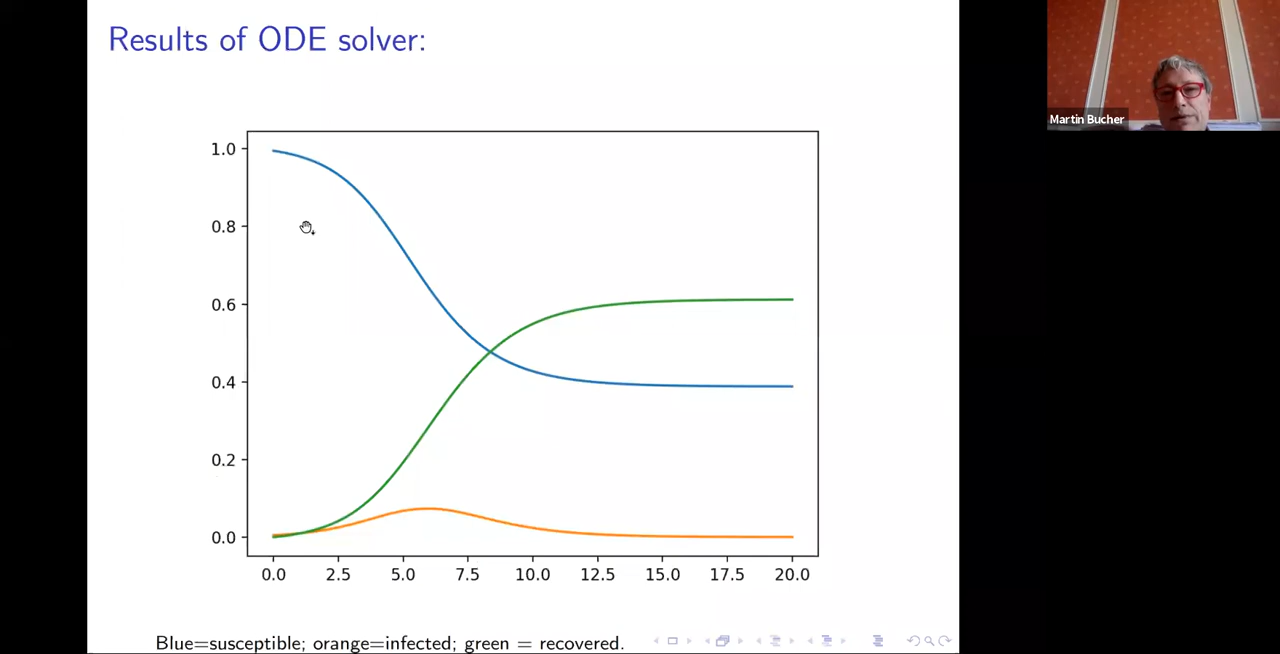 Results of ODE solver:
Martin Bucher
1.0
0.8
0.6
0.4
0.2
0.0
0.0 2.5 5.0 7.5 10.0 12.5 15.0 17.5 20.0
Blue=susceptible; orange=infected; green = recovered.